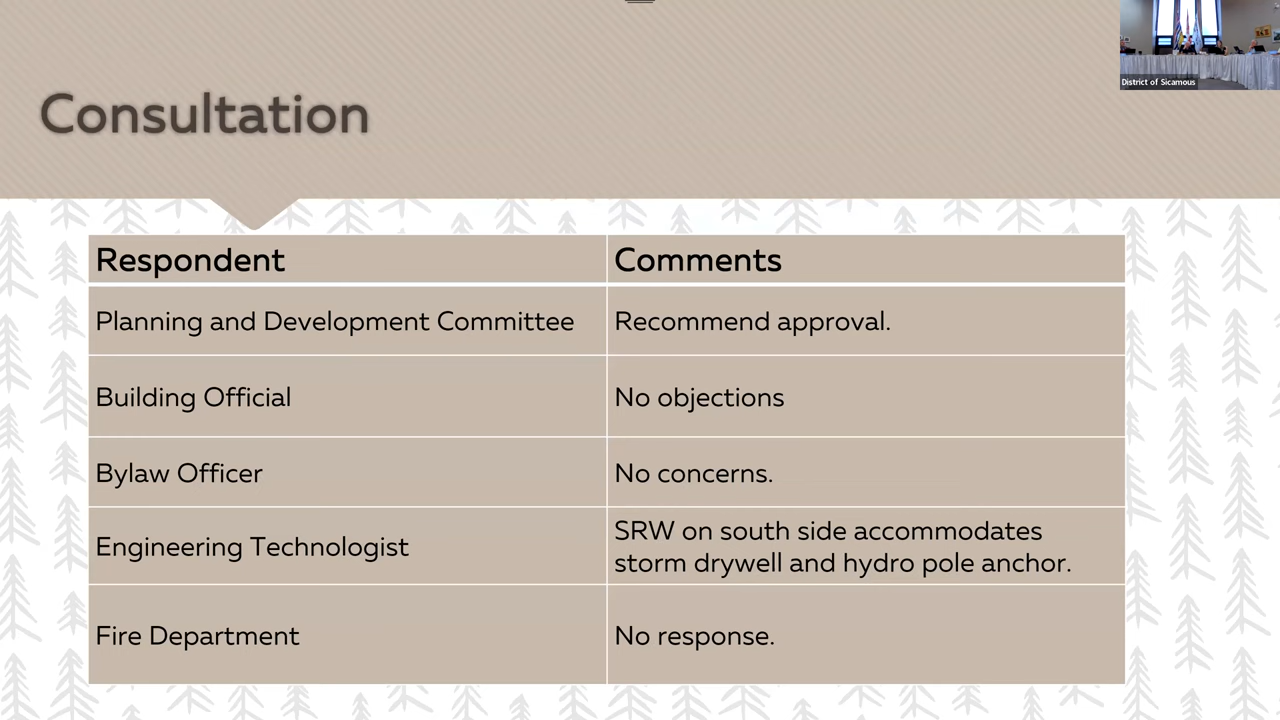 District of Sicamous
Consultation
Respondent
Comments
Planning and Development Committee
Recommend approval.
Building Official
No objections
Bylaw Officer
No concerns.
Engineering Technologist
SRW on south side accommodates
storm drywell and hydro pole anchor.
Fire Department
No response.